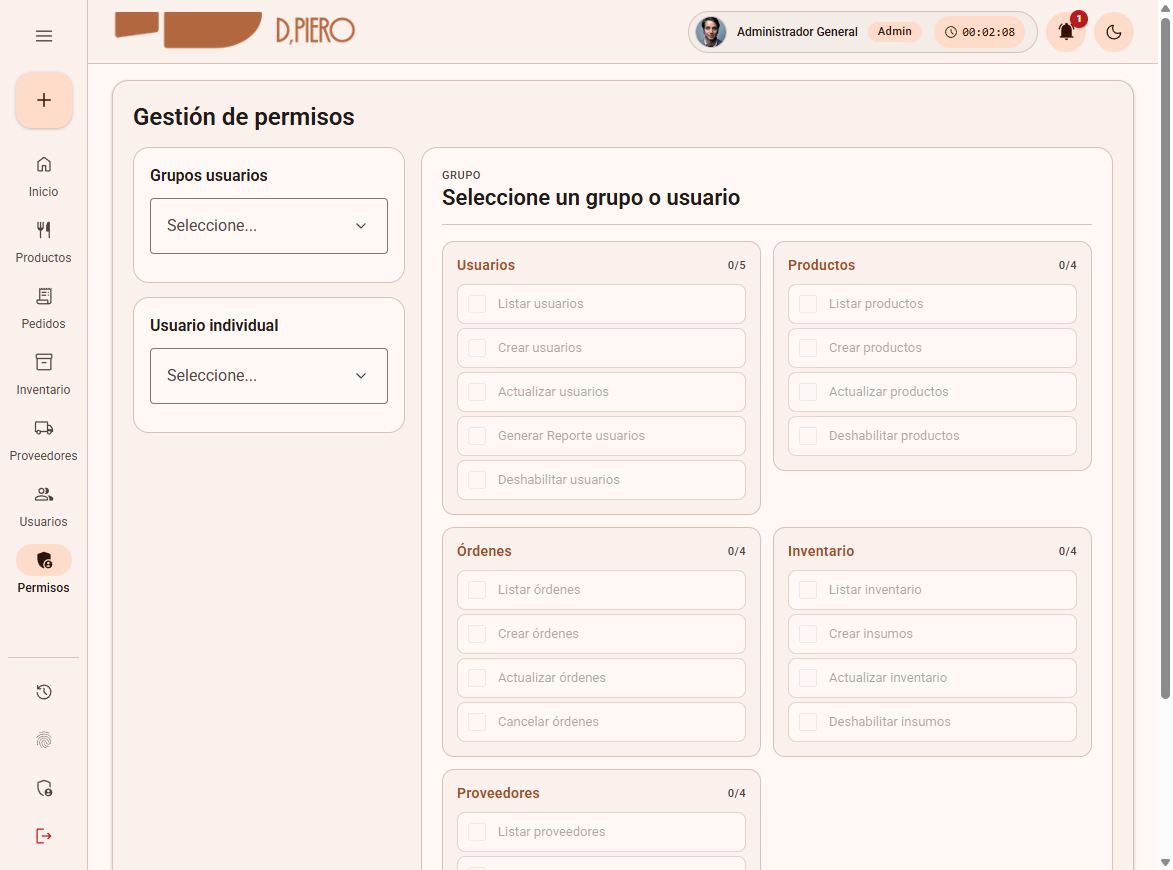 D,PIERO
Administrador General
Admin
00:02:08
1
Inicio
Productos
Pedidos
Inventario
Proveedores
Usuarios
Permisos
Gestión de permisos
Grupos usuarios
Seleccione...
Usuario individual
Seleccione...
GRUPO
Seleccione un grupo o usuario
Usuarios 0/5
Listar usuarios
Crear usuarios
Actualizar usuarios
Generar Reporte usuarios
Deshabilitar usuarios
Productos 0/4
Listar productos
Crear productos
Actualizar productos
Deshabilitar productos
Órdenes 0/4
Listar órdenes
Crear órdenes
Actualizar órdenes
Cancelar órdenes
Inventario 0/4
Listar inventario
Crear insumos
Actualizar inventario
Deshabilitar insumos
Proveedores 0/4
Listar proveedores